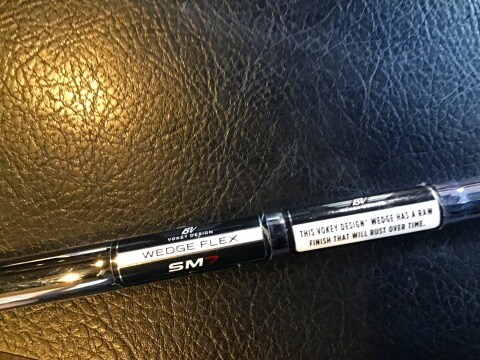 BV
VOKEY DESIGN
WEDGE FLEX
SM7
BV
THIS VOKEY DESIGN® WEDGE HAS A RAW
FINISH THAT WILL RUST OVER TIME.